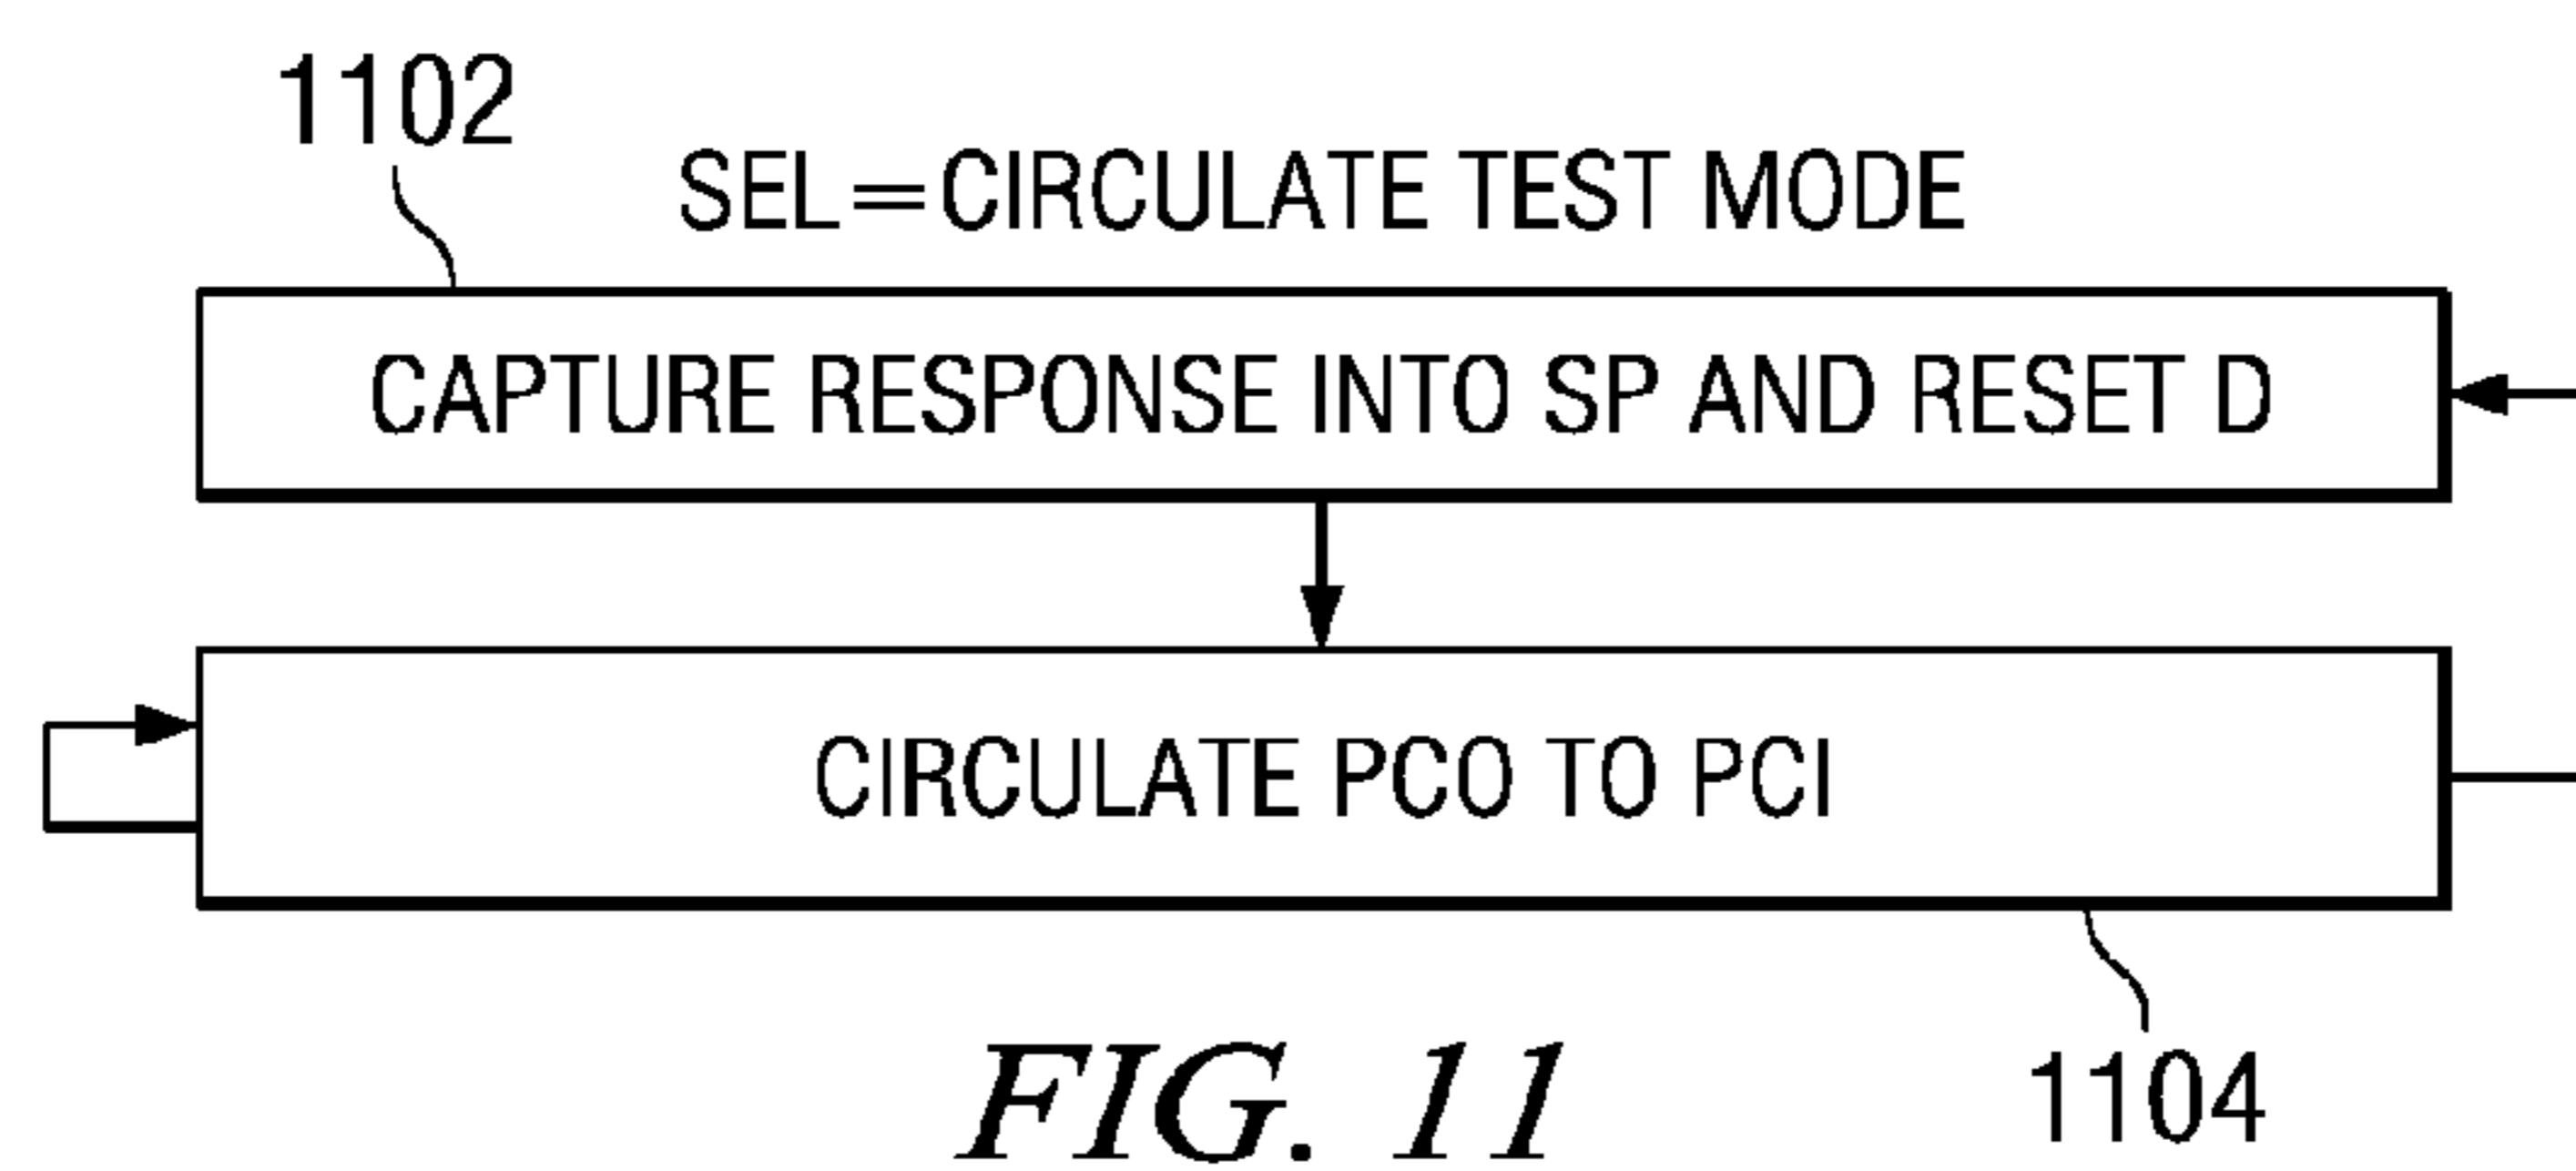 1102
SEL=CIRCULATE TEST MODE
CAPTURE RESPONSE INTO SP AND RESET D
CIRCULATE PCO TO PCI
1104
FIG. 11